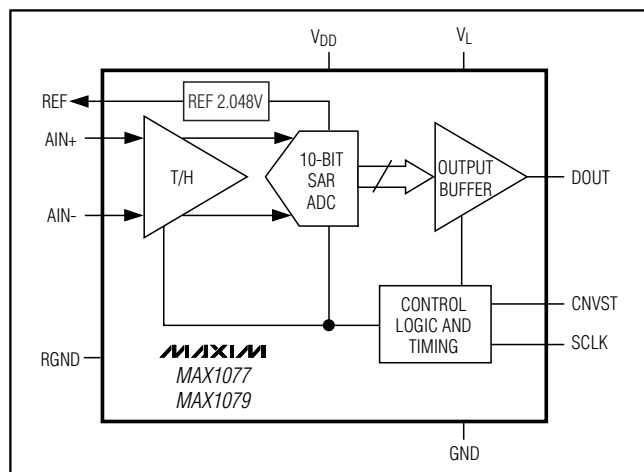 VDD
VL
REF
REF 2.048V
AIN+
T/H
10-BIT
SAR
ADC
OUTPUT
BUFFER
DOUT
AIN-
CONTROL
LOGIC AND
TIMING
CNVST
SCLK
RGND
MAXIM
MAX1077
MAX1079
GND